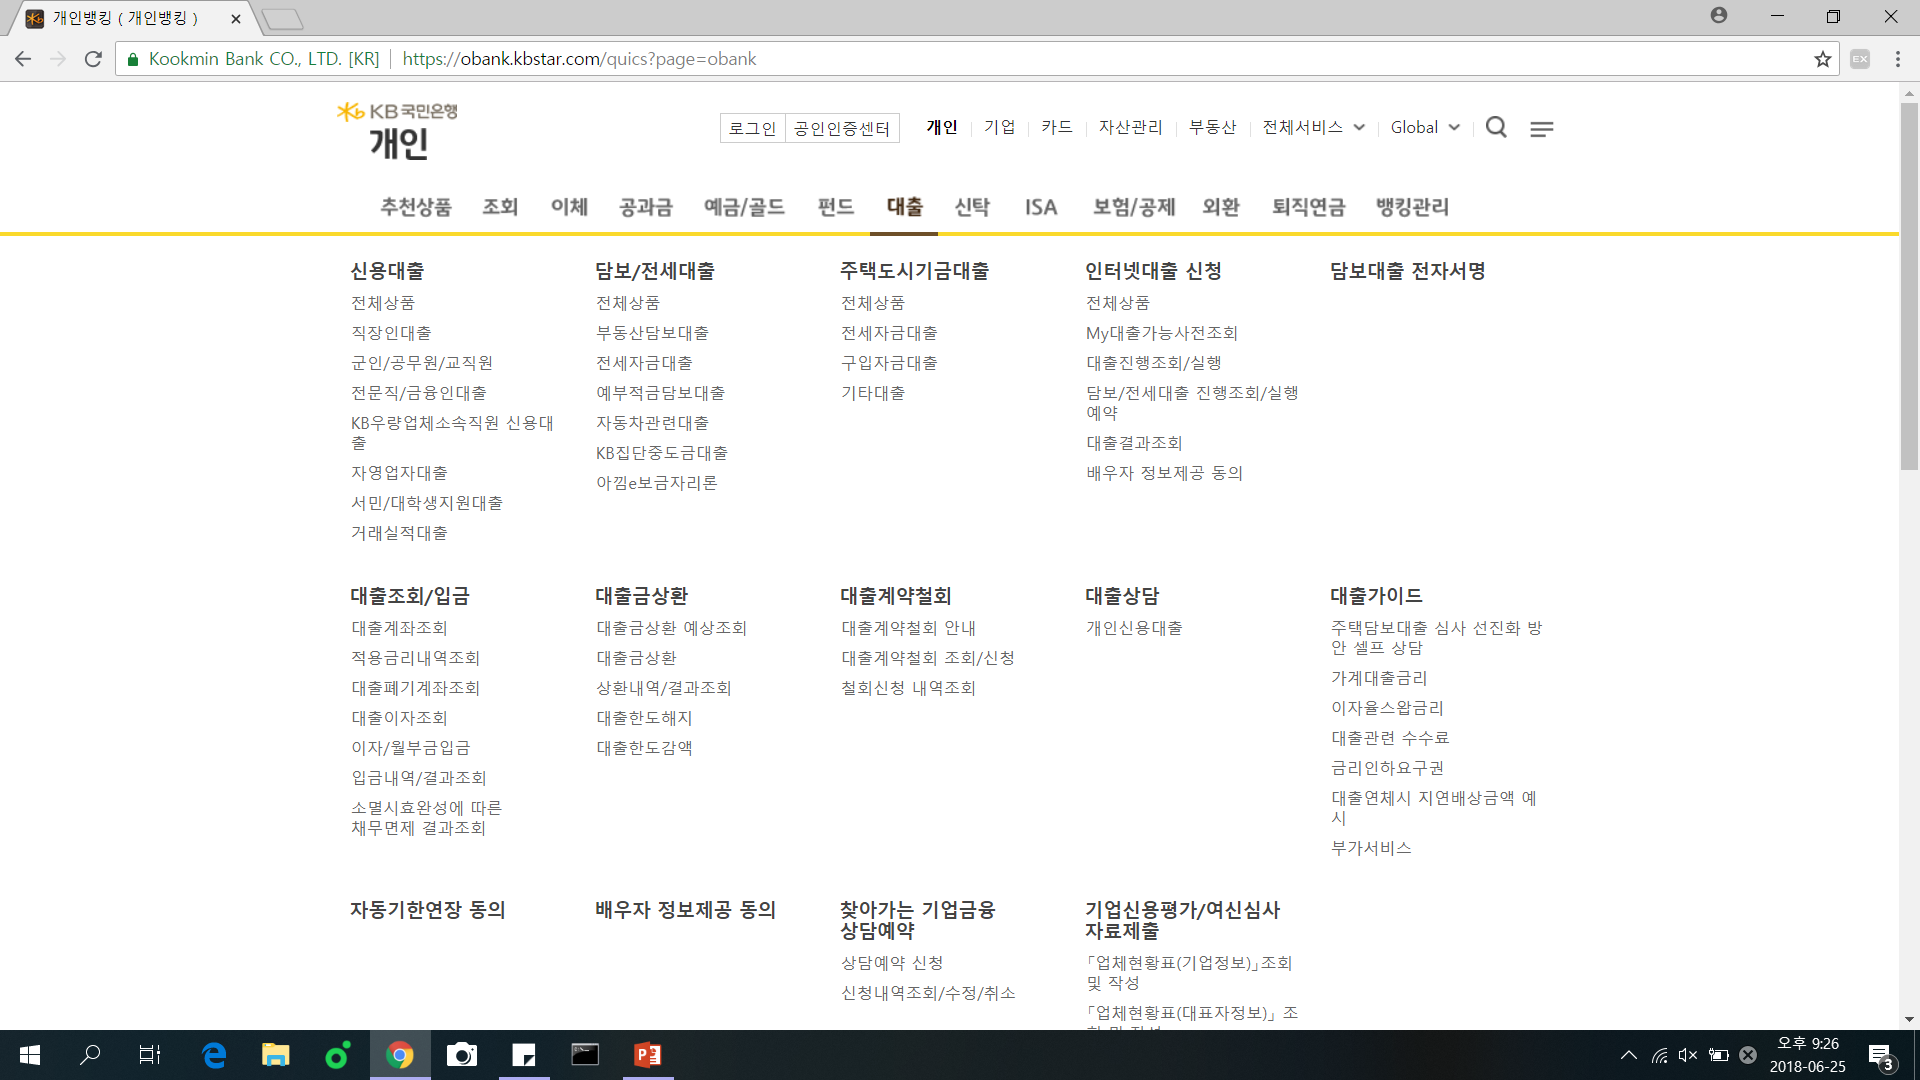 개인뱅킹 ( 개인뱅킹 )
Kookmin Bank CO., LTD. [KR] https://obank.kbstar.com/quics?page=obank
EX
KB국민은행
개인
로그인 공인인증센터 개인 기업 카드 자산관리 부동산 전체서비스 Global
추천상품 조회 이체 공과금 예금/골드 펀드 대출 신탁 ISA 보험/공제 외환 퇴직연금 뱅킹관리
신용대출
전체상품
직장인대출
군인/공무원/교직원
전문직/금융인대출
KB우량업체소속직원 신용대
출
자영업자대출
서민/대학생지원대출
거래실적대출
담보/전세대출
전체상품
부동산담보대출
전세자금대출
예부적금담보대출
자동차관련대출
KB집단중도금대출
아낌e보금자리론
주택도시기금대출
전체상품
전세자금대출
구입자금대출
기타대출
인터넷대출 신청
전체상품
My대출가능사전조회
대출진행조회/실행
담보/전세대출 진행조회/실행
예약
대출결과조회
배우자 정보제공 동의
담보대출 전자서명
대출조회/입금
대출계좌조회
적용금리내역조회
대출폐기계좌조회
대출이자조회
이자/월부금입금
입금내역/결과조회
소멸시효완성에 따른
채무면제 결과조회
대출금상환
대출금상환 예상조회
대출금상환
상환내역/결과조회
대출한도해지
대출한도감액
대출계약철회
대출계약철회 안내
대출계약철회 조회/신청
철회신청 내역조회
대출상담
개인신용대출
대출가이드
주택담보대출 심사 선진화 방
안 셀프 상담
가계대출금리
이자율스왑금리
대출관련 수수료
금리인하요구권
대출연체시 지연배상금액 예
시
부가서비스
자동기한연장 동의
배우자 정보제공 동의
찾아가는 기업금융
상담예약
상담예약 신청
신청내역조회/수정/취소
기업신용평가/여신심사
자료제출
「업체현황표(기업정보)」조회
및 작성
「업체현황표(대표자정보)」 조
오후 9:26
2018-06-25
3